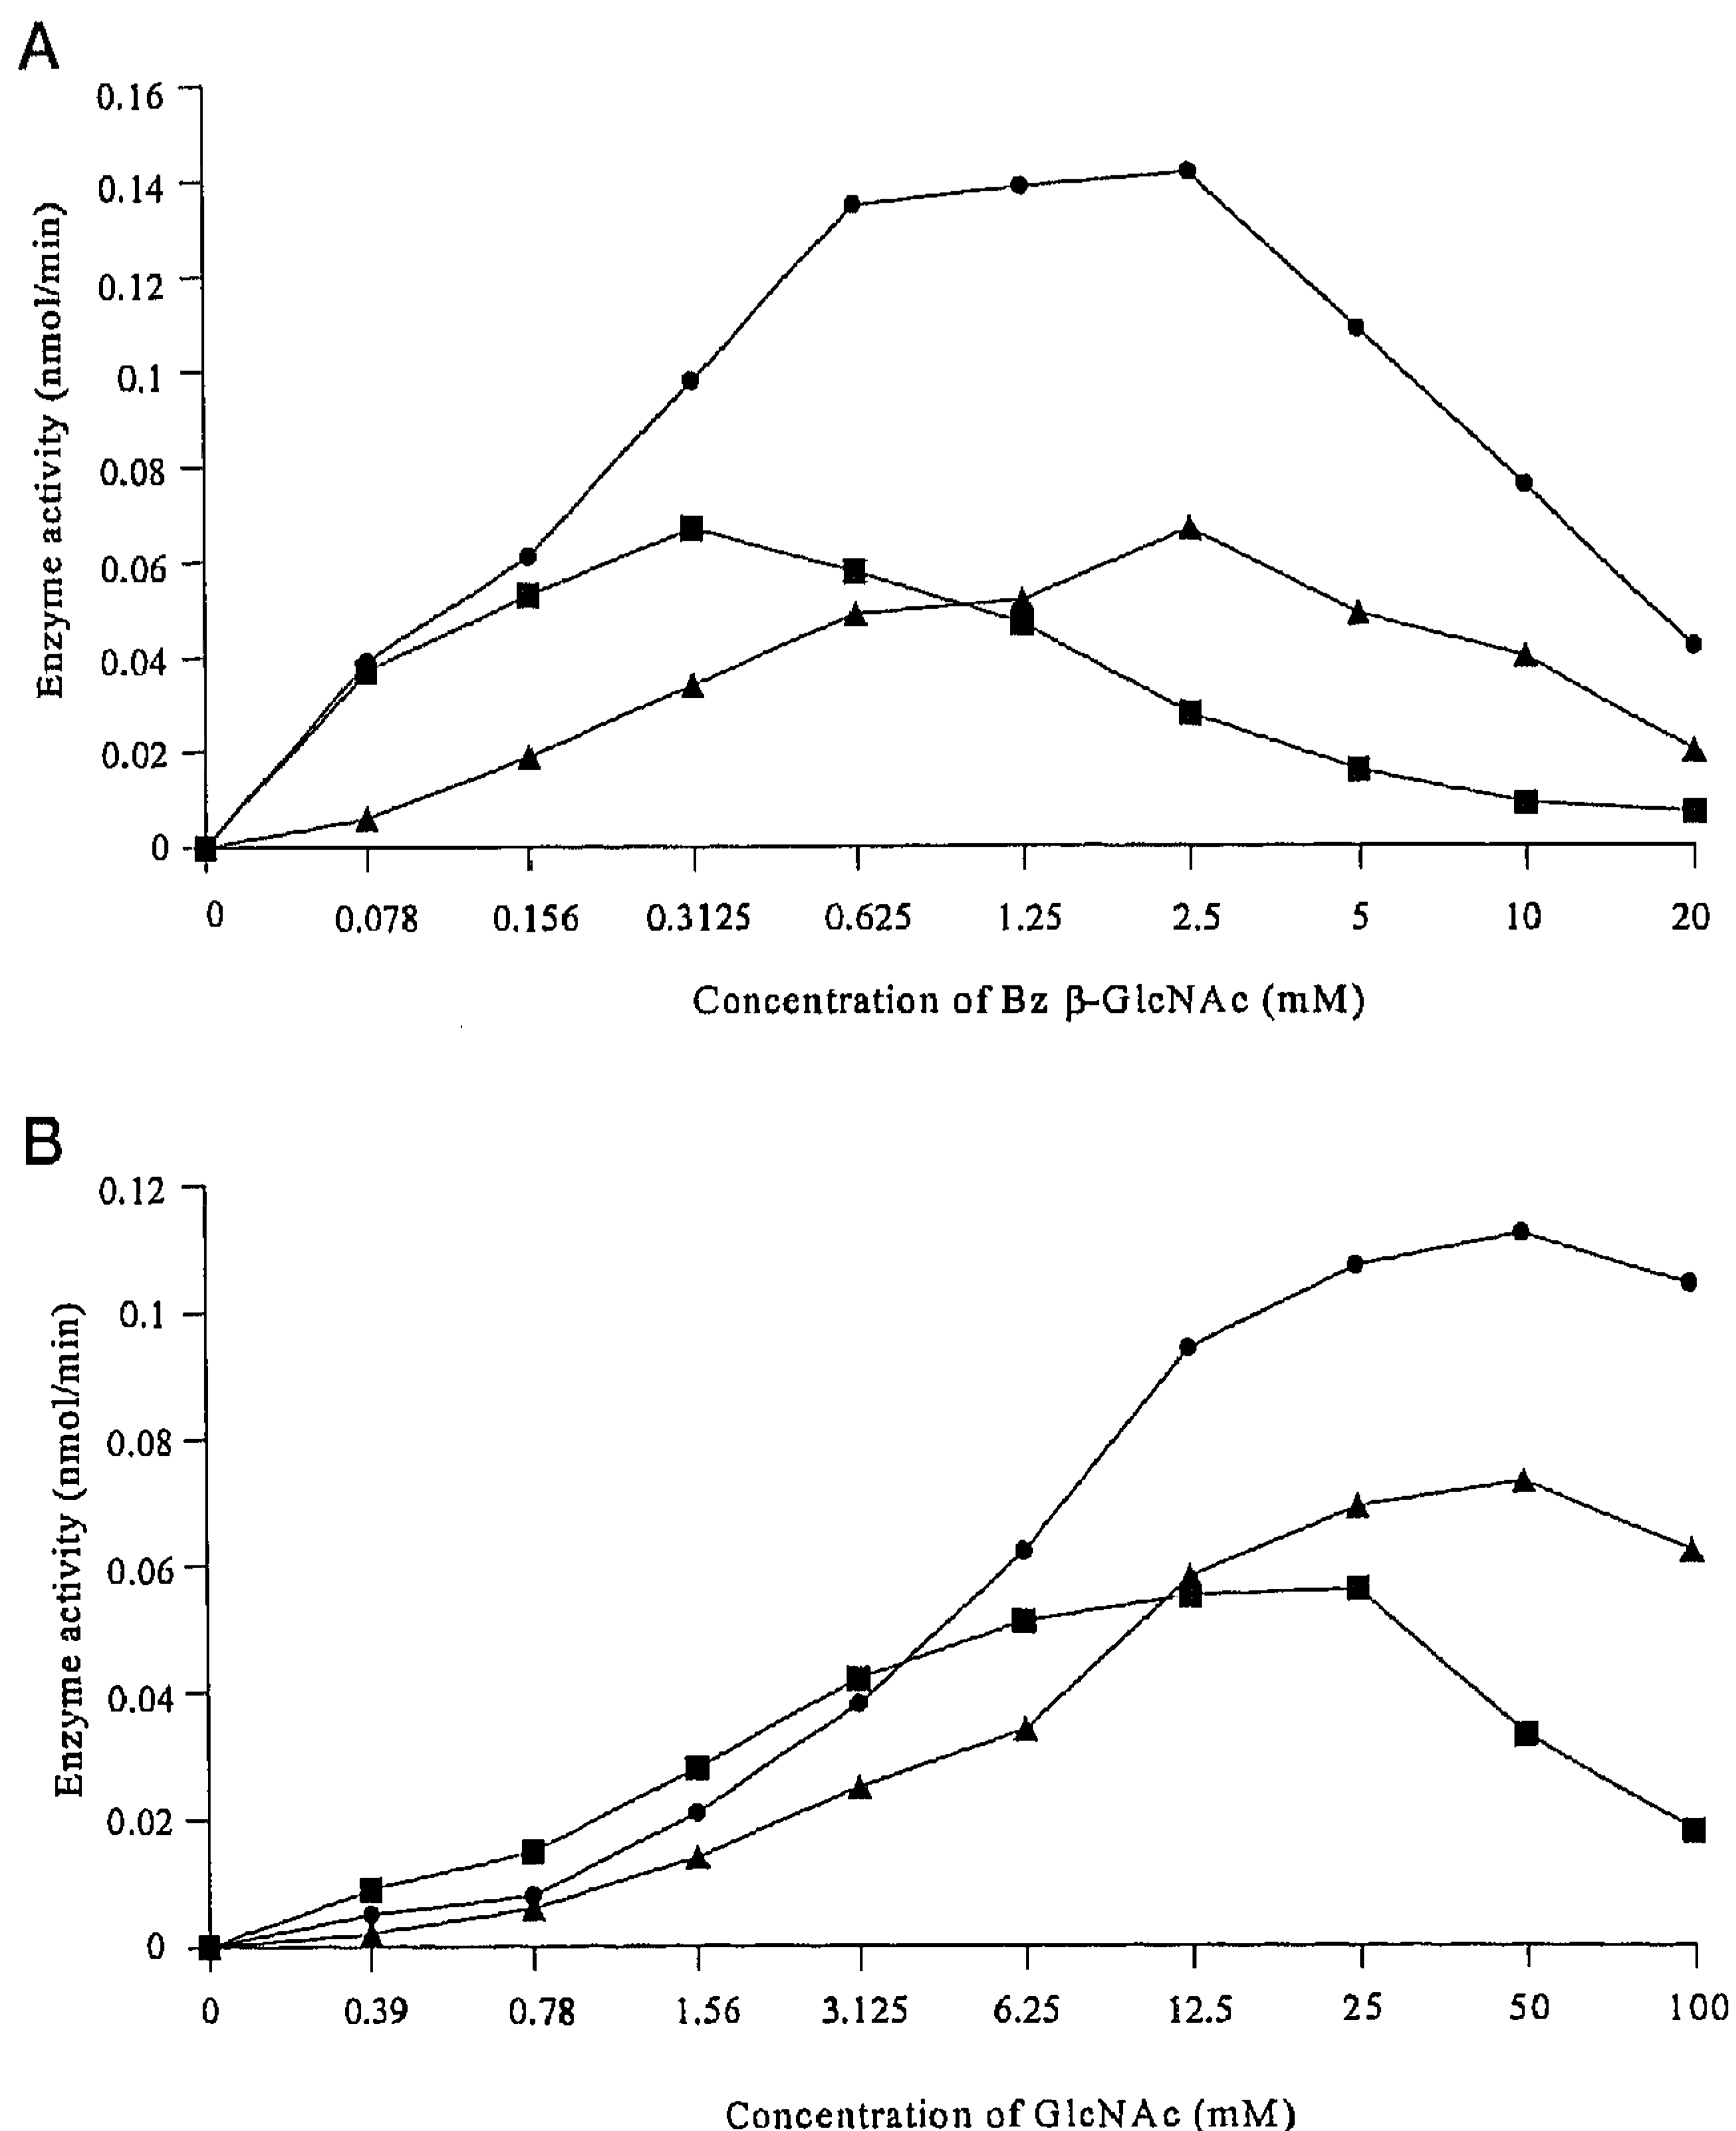 A
0.16
0.14
0.12
0.1
0.08
0.06
0.04
0.02
0
Enzyme activity (nmol/min)
0 0.078 0.156 0.3125 0.625 1.25 2.5 5 10 20
Concentration of Bz β-GlcNAc (mM)
B
0.12
0.1
0.08
0.06
0.04
0.02
0
Enzyme activity (nmol/min)
0 0.39 0.78 1.56 3.125 6.25 12.5 25 50 100
Concentration of GlcNAc (mM)